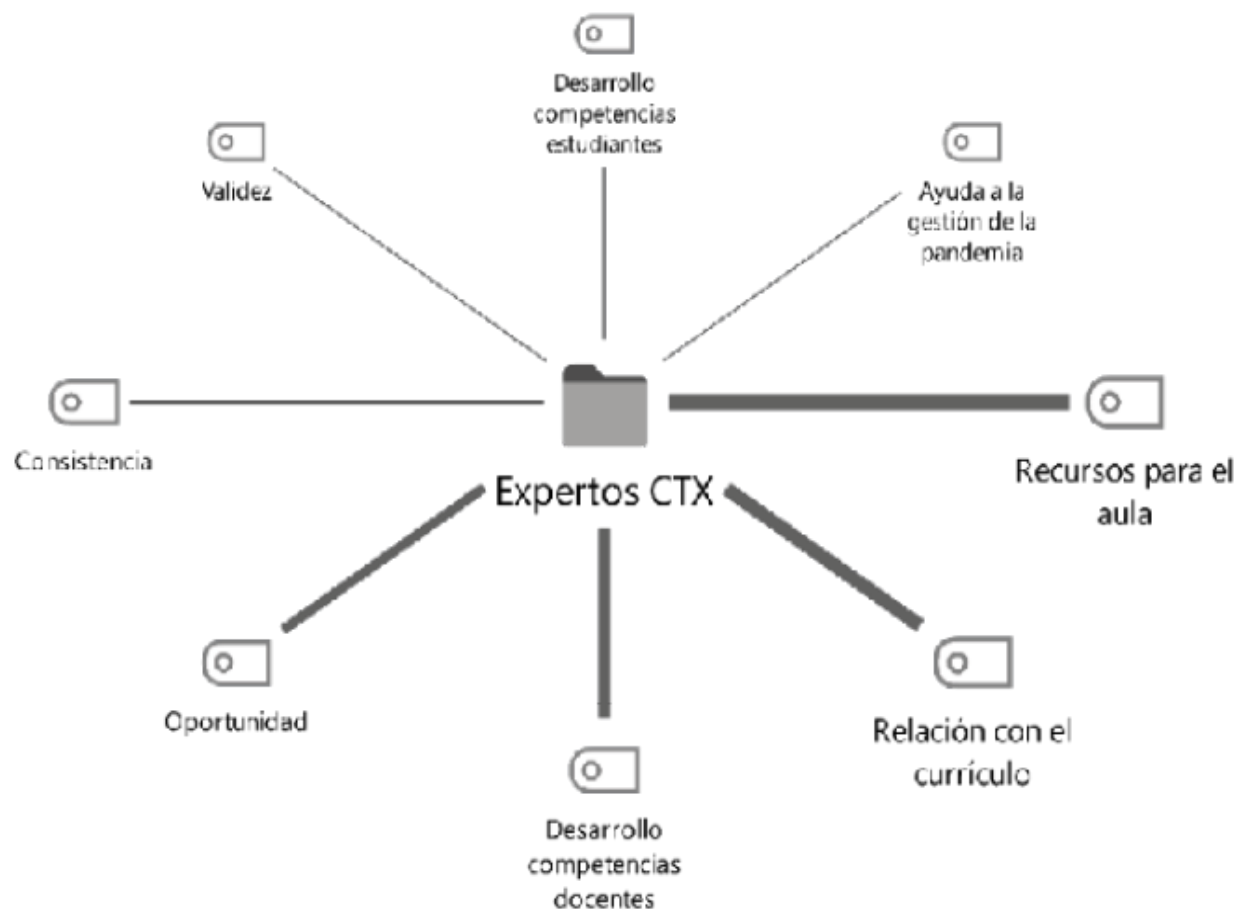 Desarrollo
competencias
estudiantes
Validez
Ayuda a la
gestión de la
pandemia
Consistencia
Expertos CTX
Recursos para el
aula
Oportunidad
Relación con el
currículo
Desarrollo
competencias
docentes